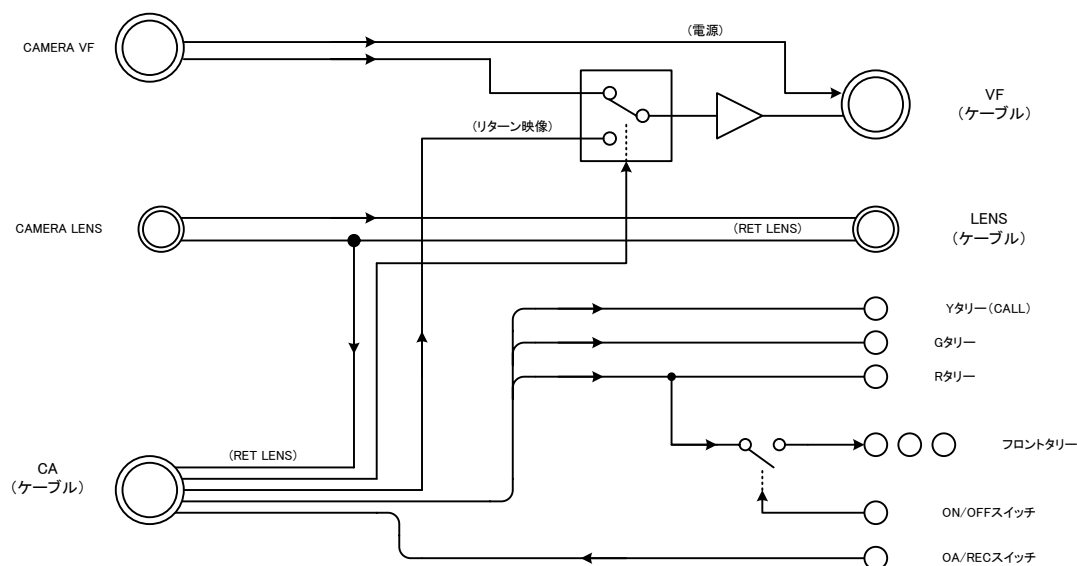 CAMERA VF
(電源)
VF
(ケーブル)
(リターン映像)
CAMERA LENS
(RET LENS)
LENS
(ケーブル)
Yタリー(CALL)
Gタリー
Rタリー
フロントタリー
(RET LENS)
CA
(ケーブル)
ON/OFFスイッチ
OA/RECスイッチ